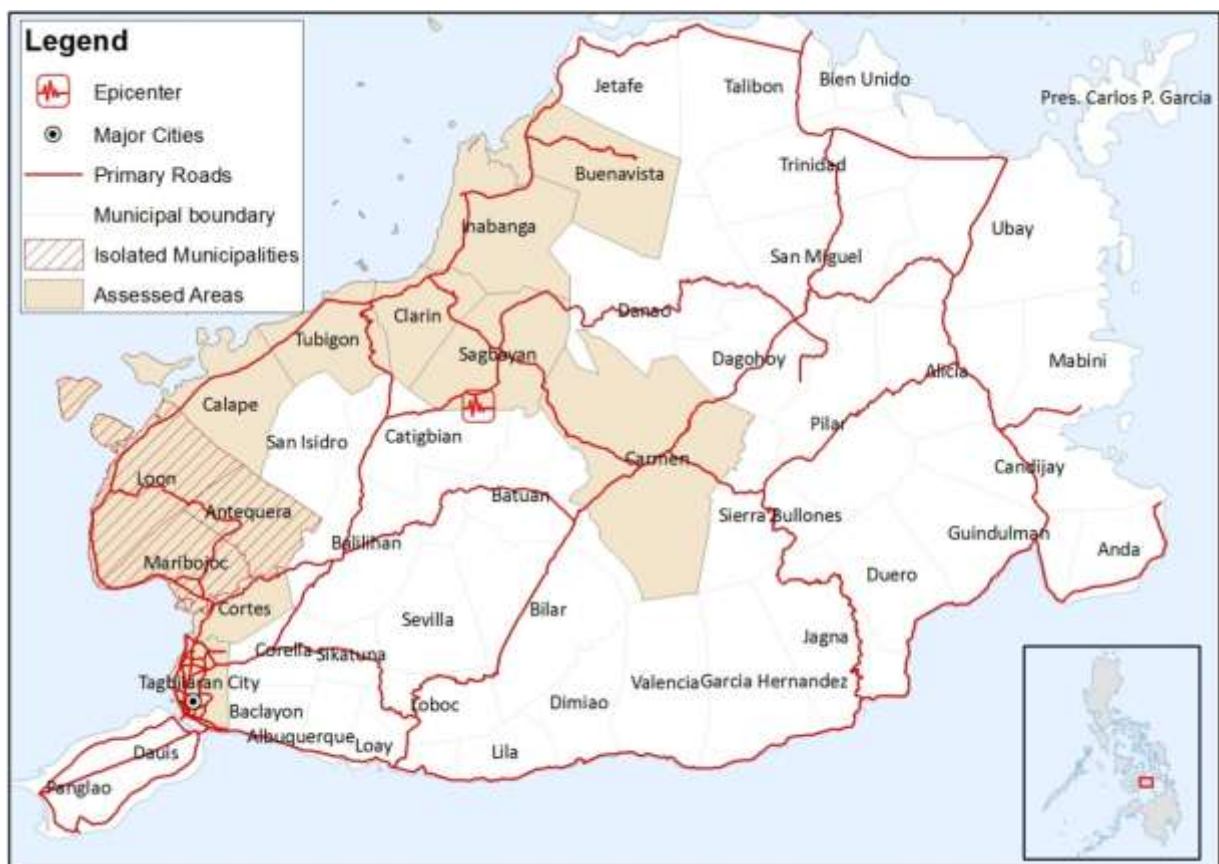 Legend
Epicenter
Major Cities
Primary Roads
Municipal boundary
Isolated Municipalities
Assessed Areas
Jetafe
Talibon
Bien Unido
Pres. Carlos P. Garcia
Buenavista
Trinidad
Inabanga
Ubay
San Miguel
Danao
Clarin
Tubigon
Sagbayan
Dagohoy
Mabini
Alicia
Calape
San Isidro
Catigbian
Pilar
Carmen
Candijay
Loon
Batuan
Antequera
Sierra Bullones
Guindulman
Balilihan
Anda
Maribojoc
Duero
Cortes
Sevilla
Bilar
Jagna
Corella
Sikatuna
Tagbilaran City
Valencia
Garcia Hernandez
Loboc
Dimiao
Baclayon
Albuquerque
Loay
Lila
Dauis
Panglao